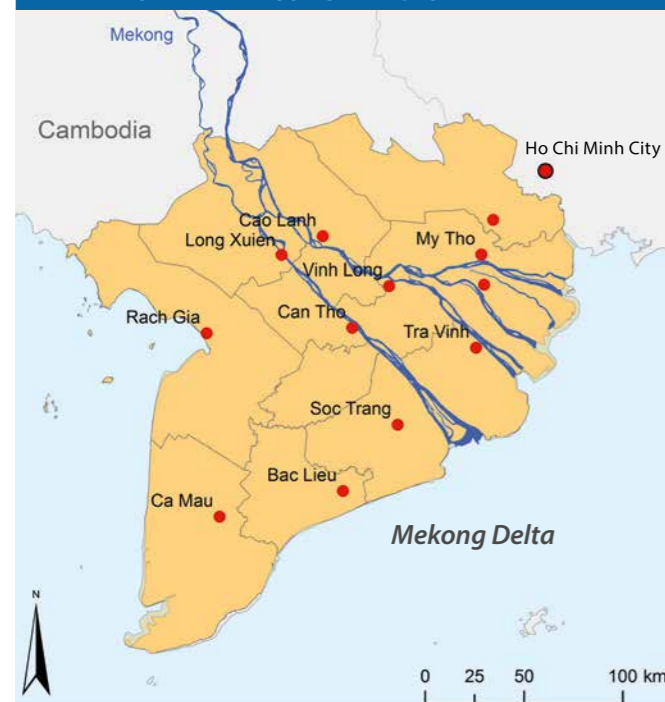 Mekong
Cambodia
Ho Chi Minh City
Cao Lanh
My Tho
Long Xuien
Vinh Long
Can Tho
Rach Gia
Tra Vinh
Soc Trang
Bac Lieu
Ca Mau
Mekong Delta
N
0 25 50 100 km